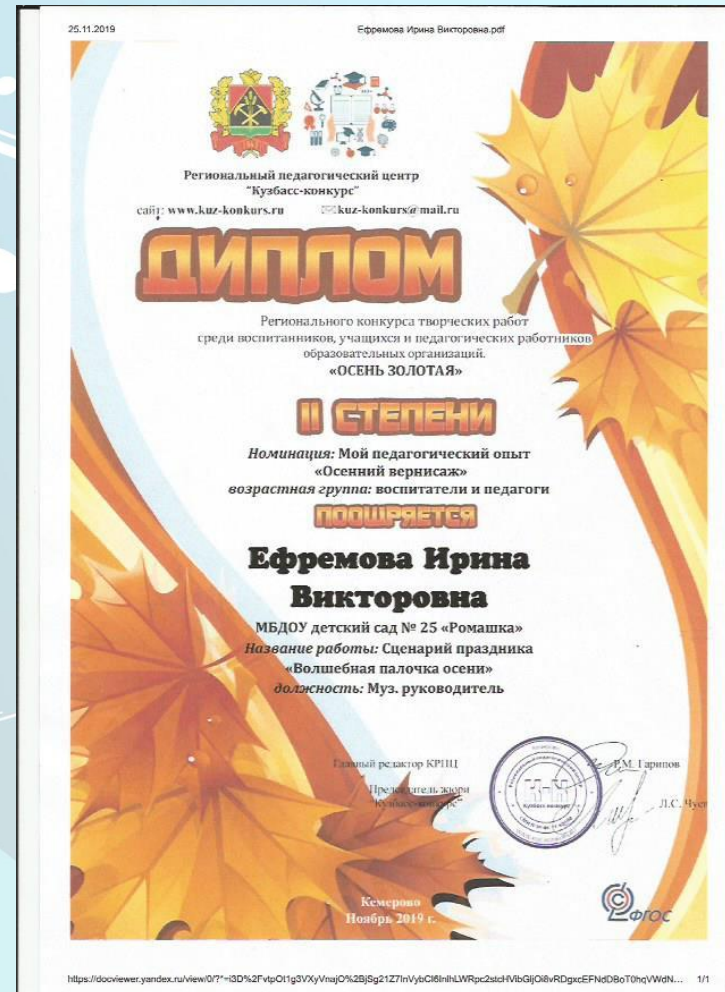 25.11.2019
Ефремова Ирина Викторовна.pdf
Региональный педагогический центр
"Кузбасс-конкурс"
сайт: www.kuz-konkurs.ru kuz-konkurs@mail.ru
ДИПЛОМ
Регионального конкурса творческих работ
среди воспитанников, учащихся и педагогических работников
образовательных организаций.
«ОСЕНЬ ЗОЛОТАЯ»
II СТЕПЕНИ
Номинация: Мой педагогический опыт
«Осенний вернисаж»
возрастная группа: воспитатели и педагоги
ПООЩРЯЕТСЯ
Ефремова Ирина
Викторовна
МБДОУ детский сад № 25 «Ромашка»
Название работы: Сценарий праздника
«Волшебная палочка осени»
должность: Муз. руководитель
Главный редактор КРПЦ Р.М. Гарипов
Председатель жюри
"Кузбасс-конкурс" Л.С.
К-К
Кузбасс-конкурс
Кемерово
Ноябрь 2019 г.
ФГОС
1/1